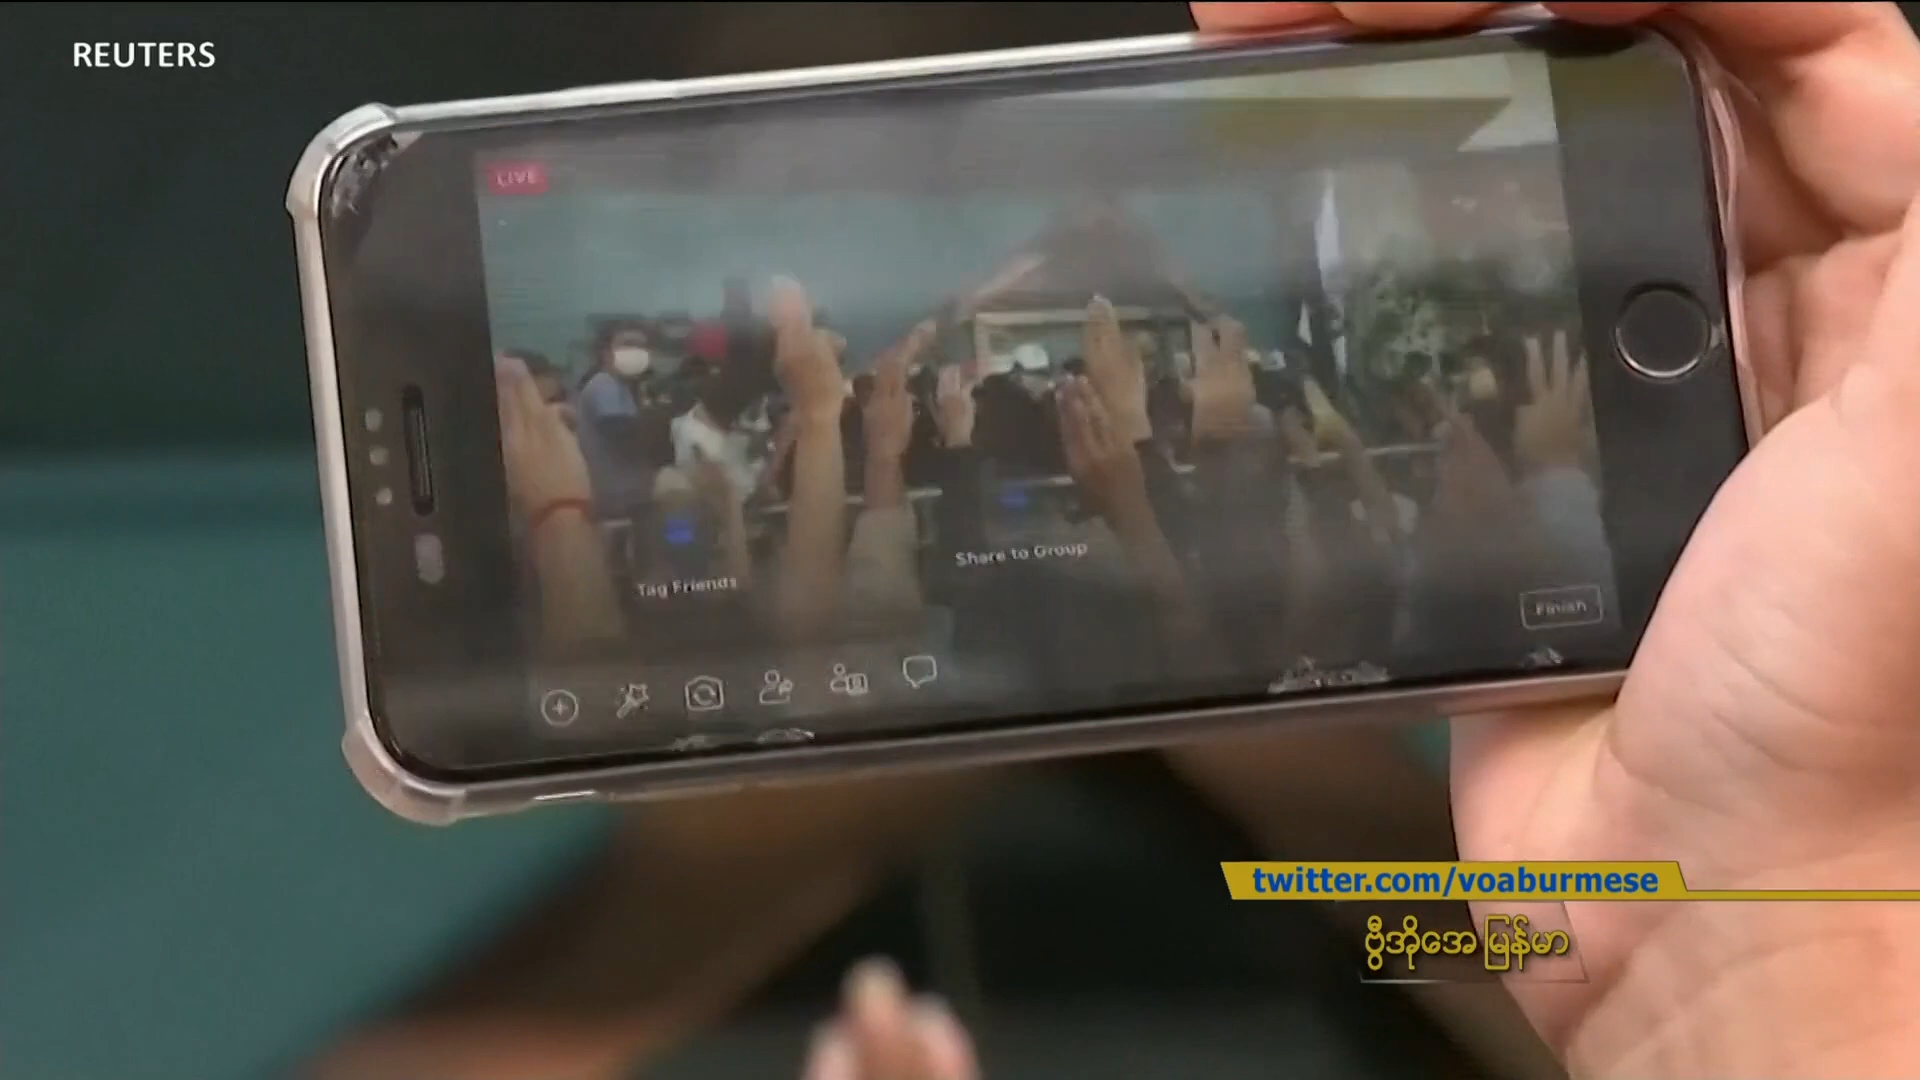 REUTERS
LIVE
Share to Group
Tag Friends
Finish
twitter.com/voaburmese
ဗွီအိုအေ မြန်မာ